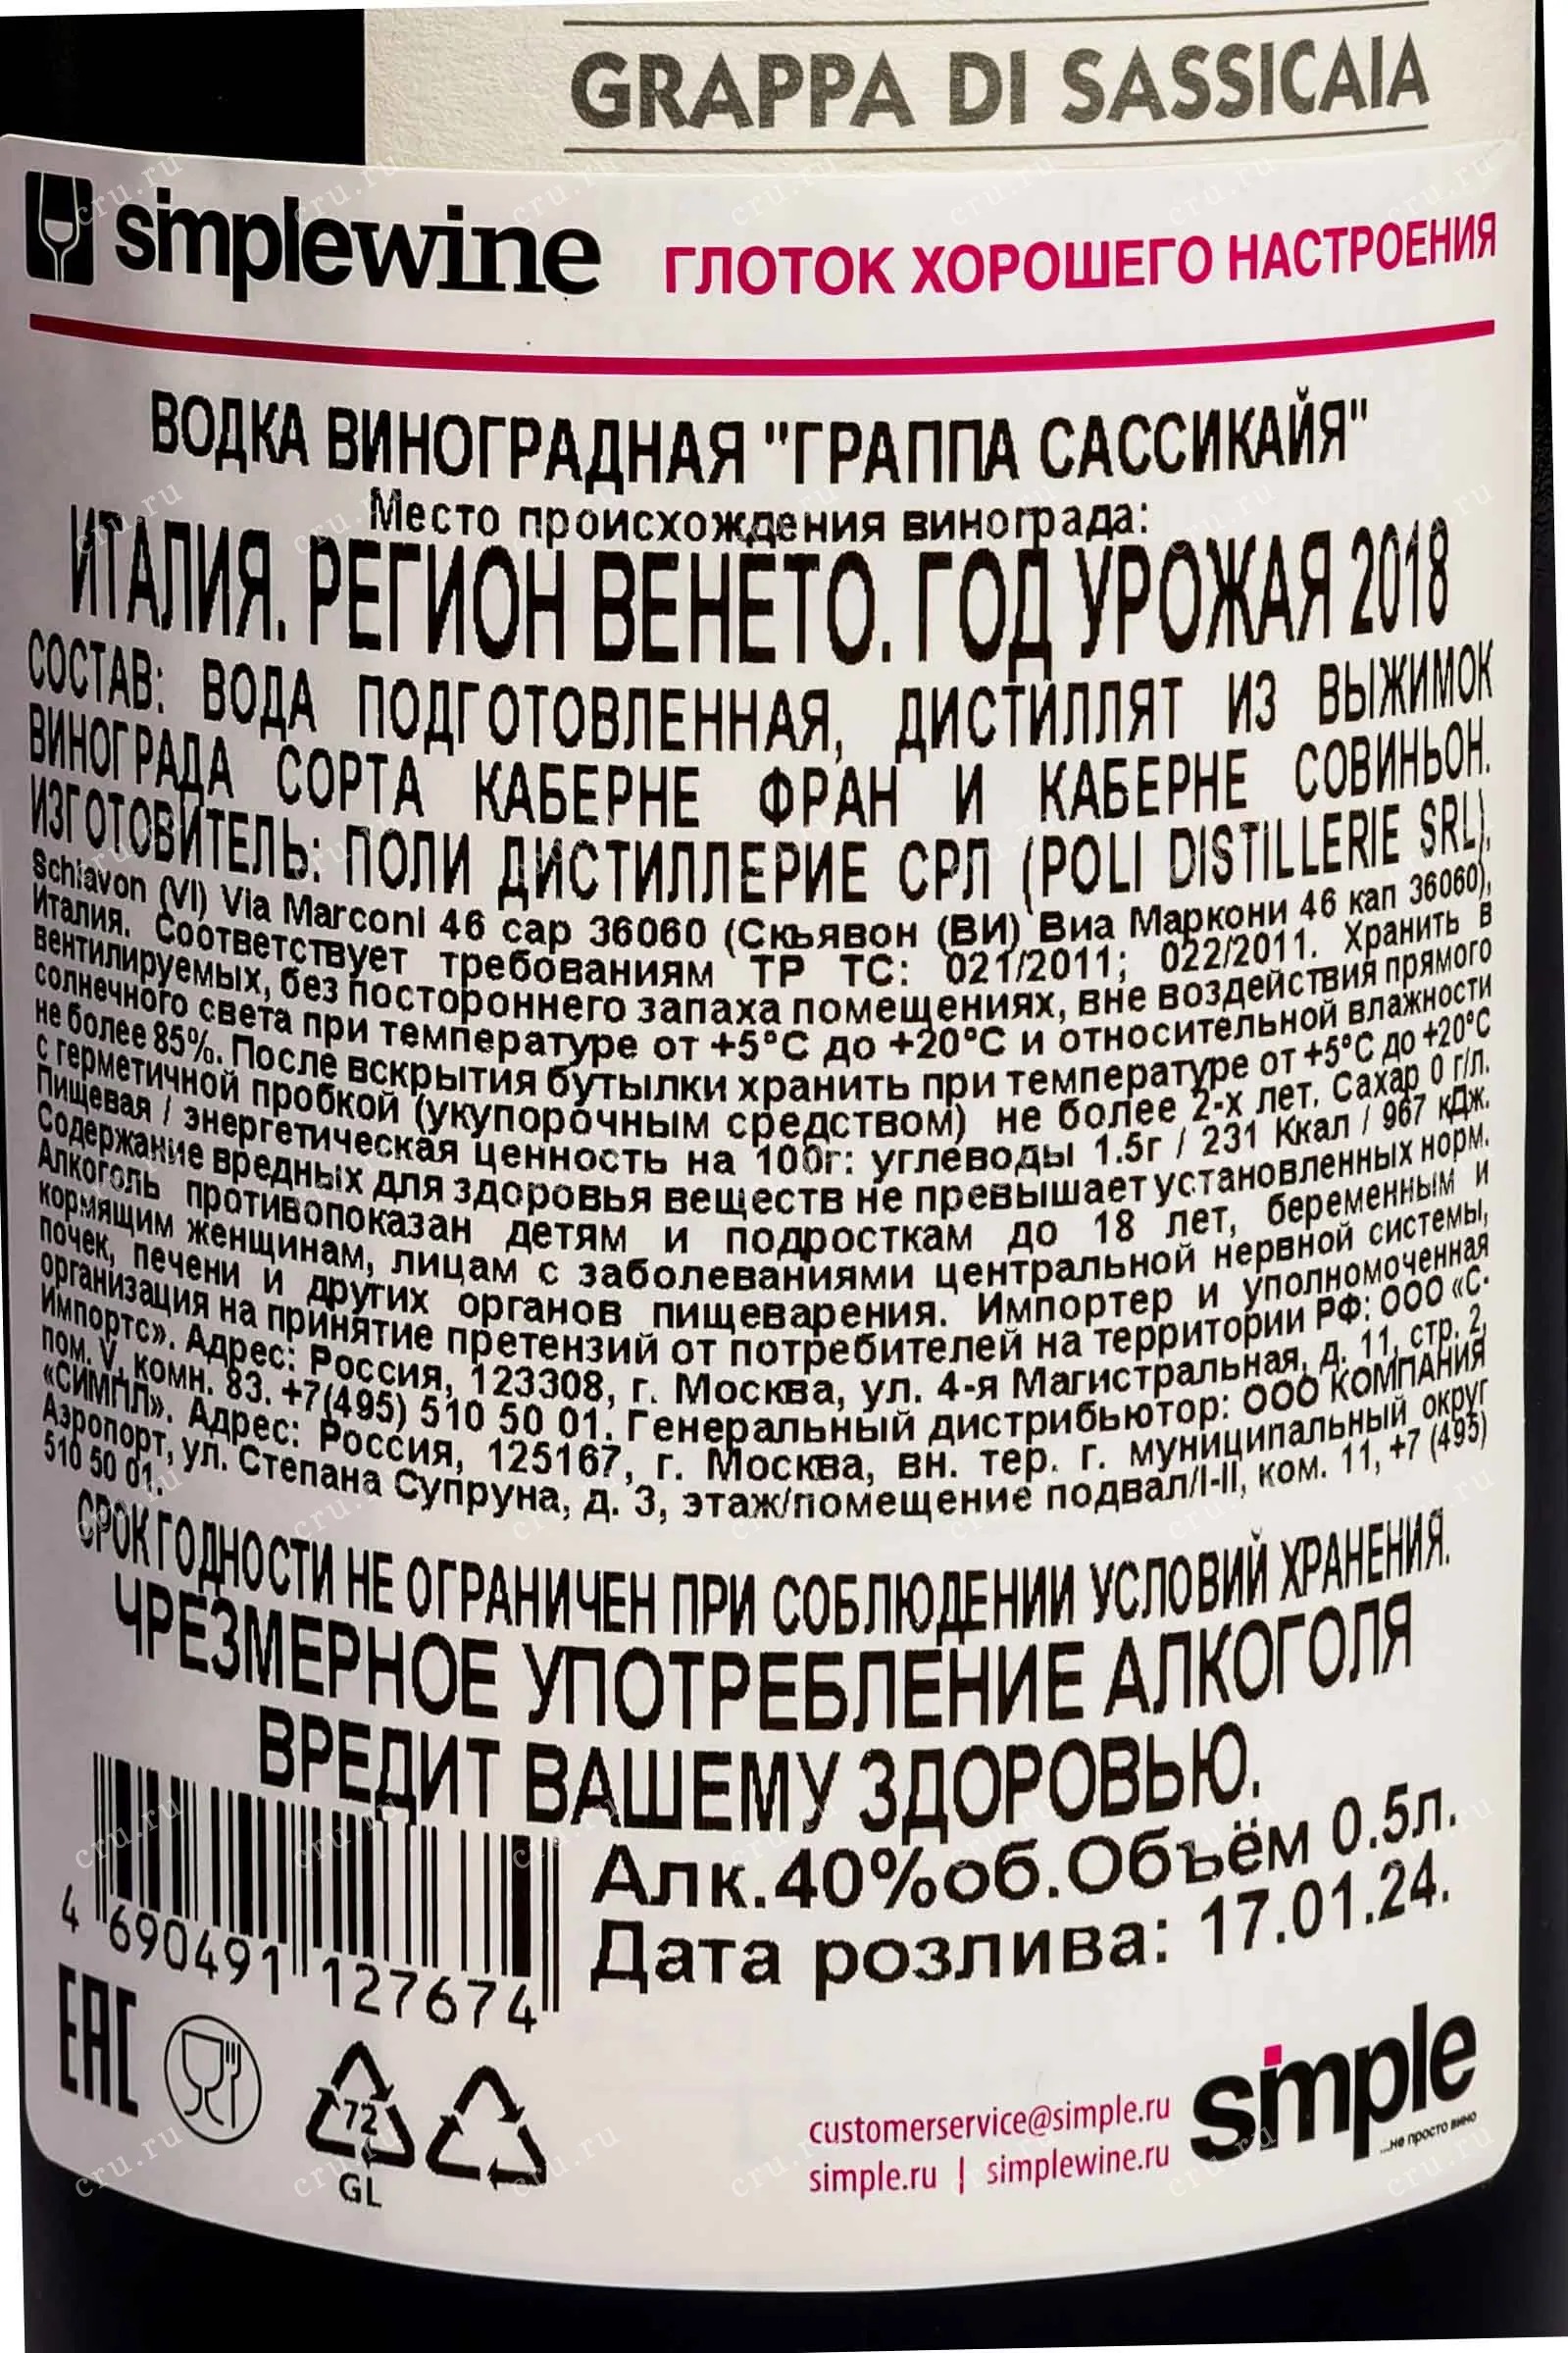 GRAPPA DI SASSICAIA
simplewine ГЛОТОК ХОРОШЕГО НАСТРОЕНИЯ
ВОДКА ВИНОГРАДНАЯ "ГРАППА САССИКАЙЯ"
Место происхождения винограда:
ИТАЛИЯ. РЕГИОН ВЕНЕТО. ГОД УРОЖАЯ 2018
СОСТАВ: ВОДА ПОДГОТОВЛЕННАЯ, ДИСТИЛЛЯТ ИЗ ВЫЖИМОК
ВИНОГРАДА СОРТА КАБЕРНЕ ФРАН И КАБЕРНЕ СОВИНЬОН.
ИЗГОТОВИТЕЛЬ: ПОЛИ ДИСТИЛЛЕРИЕ СРЛ (POLI DISTILLERIE SRL),
Schiavon (VI) Via Marconi 46 cap 36060 (Скьявон (ВИ) Виа Маркони 46 кап 36060),
Италия. Соответствует требованиям ТР ТС: 021/2011; 022/2011. Хранить в
вентилируемых, без постороннего запаха помещениях, вне воздействия прямого
солнечного света при температуре от +5°С до +20°С и относительной влажности
не более 85%. После вскрытия бутылки хранить при температуре от +5°С до +20°С
с герметичной пробкой (укупорочным средством) не более 2-х лет. Сахар 0 г/л.
Пищевая / энергетическая ценность на 100г: углеводы 1.5г / 231 Ккал / 967 кДж.
Содержание вредных для здоровья веществ не превышает установленных норм.
Алкоголь противопоказан детям и подросткам до 18 лет, беременным и
кормящим женщинам, лицам с заболеваниями центральной нервной системы,
почек, печени и других органов пищеварения. Импортер и уполномоченная
организация на принятие претензий от потребителей на территории РФ: ООО «С-
Импортс». Адрес: Россия, 123308, г. Москва, ул. 4-я Магистральная, д. 11, стр. 2,
пом. V, комн. 83. +7(495) 510 50 01. Генеральный дистрибьютор: ООО КОМПАНИЯ
«СИМПЛ». Адрес: Россия, 125167, г. Москва, вн. тер. г. муниципальный округ
Аэропорт, ул. Степана Супруна, д. 3, этаж/помещение подвал/I-II, ком. 11, +7 (495)
510 50 01.
СРОК ГОДНОСТИ НЕ ОГРАНИЧЕН ПРИ СОБЛЮДЕНИИ УСЛОВИЙ ХРАНЕНИЯ.
ЧРЕЗМЕРНОЕ УПОТРЕБЛЕНИЕ АЛКОГОЛЯ
ВРЕДИТ ВАШЕМУ ЗДОРОВЬЮ.
Алк.40%об.Объём 0.5л.
Дата розлива: 17.01.24.
4 690491 127674
EAC
72
GL
customerservice@simple.ru
simple.ru | simplewine.ru
simple
...не просто вино
cru.ru